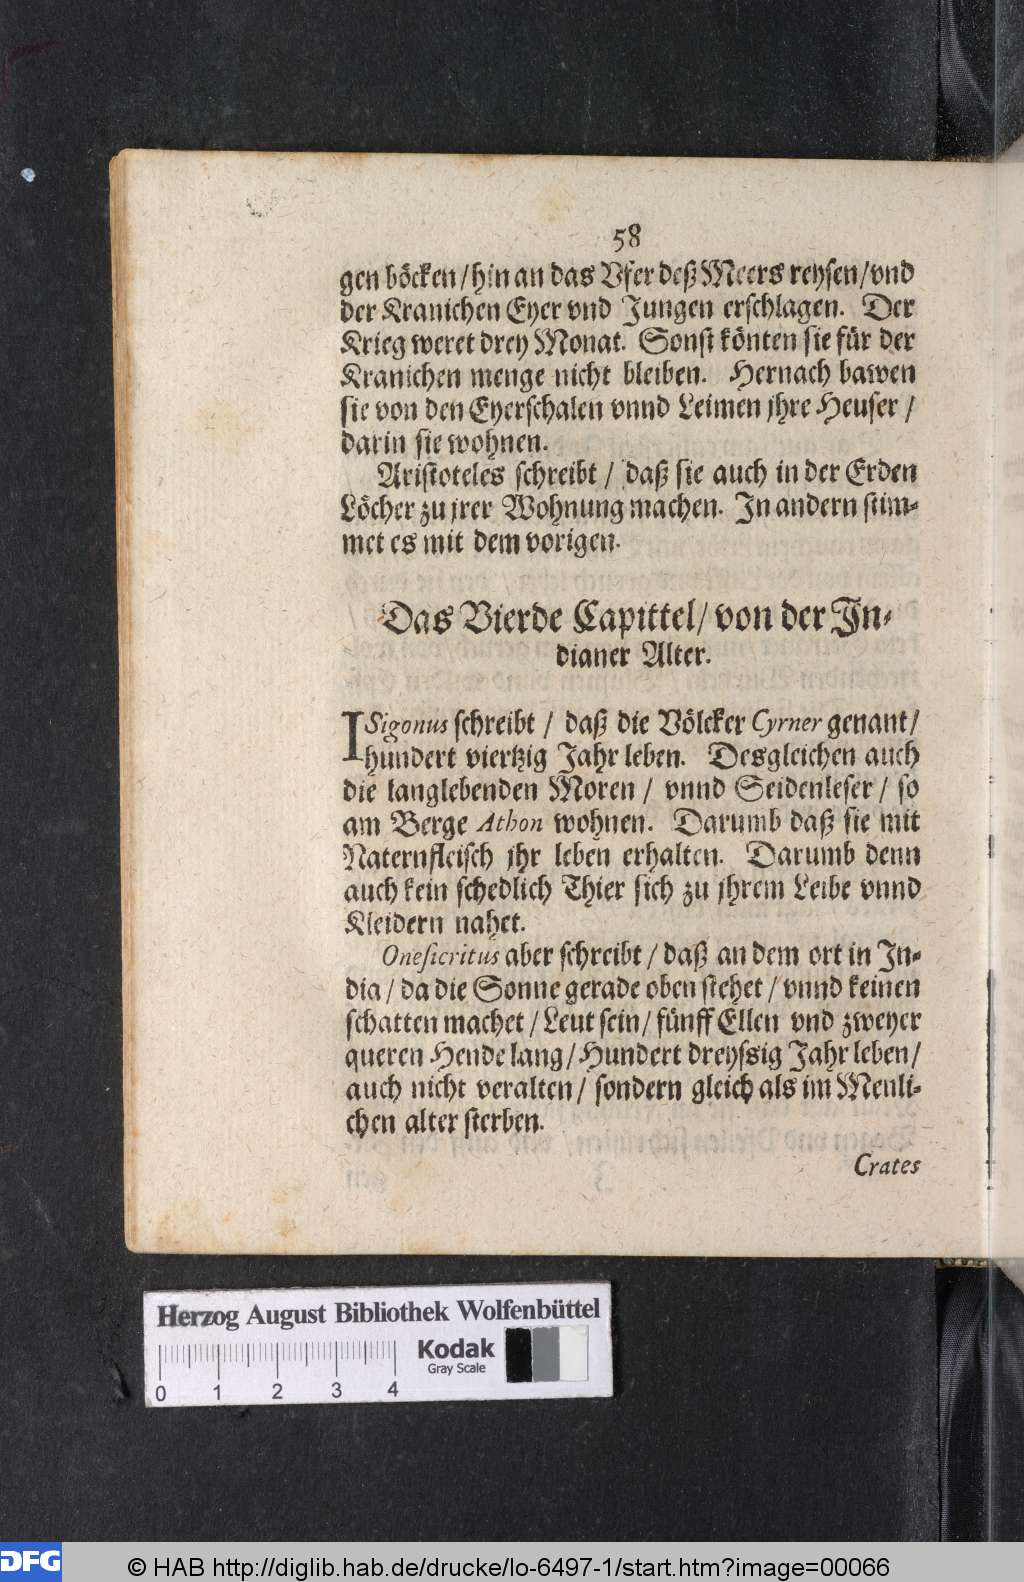 58
gen böcken / hin an das Vfer deß Meers reysen / vnd
der Kranichen Eyer vnd Jungen erschlagen. Der
Krieg weret drey Monat. Sonst könten sie für der
Kranichen menge nicht bleiben. Hernach bawen
sie von den Eyerschalen vnnd Leimen jhre Heuser /
darin sie wohnen.
Aristoteles schreibt / daß sie auch in der Erden
Löcher zu jrer Wohnung machen. In andern stim-
met es mit dem vorigen.
Das Vierde Capittel / von der In-
dianer Alter.
ISigonus schreibt / daß die Völcker Cyrner genant /
hundert viertzig Jahr leben. Desgleichen auch
die langlebenden Moren / vnnd Seidenleser / so
am Berge Athon wohnen. Darumb daß sie mit
Naternfleisch jhr leben erhalten. Darumb denn
auch kein schedlich Thier sich zu jhrem Leibe vnnd
Kleidern nahet.
Onesicritus aber schreibt / daß an dem ort in In-
dia / da die Sonne gerade oben stehet / vnnd keinen
schatten machet / Leut sein / fünff Ellen vnd zweyer
queren Hende lang / Hundert dreyssig Jahr leben /
auch nicht veralten / sondern gleich als im Menli-
chen alter sterben.
Crates
Herzog August Bibliothek Wolfenbüttel
Kodak
Gray Scale
0 1 2 3 4
DFG © HAB http://diglib.hab.de/drucke/lo-6497-1/start.htm?image=00066